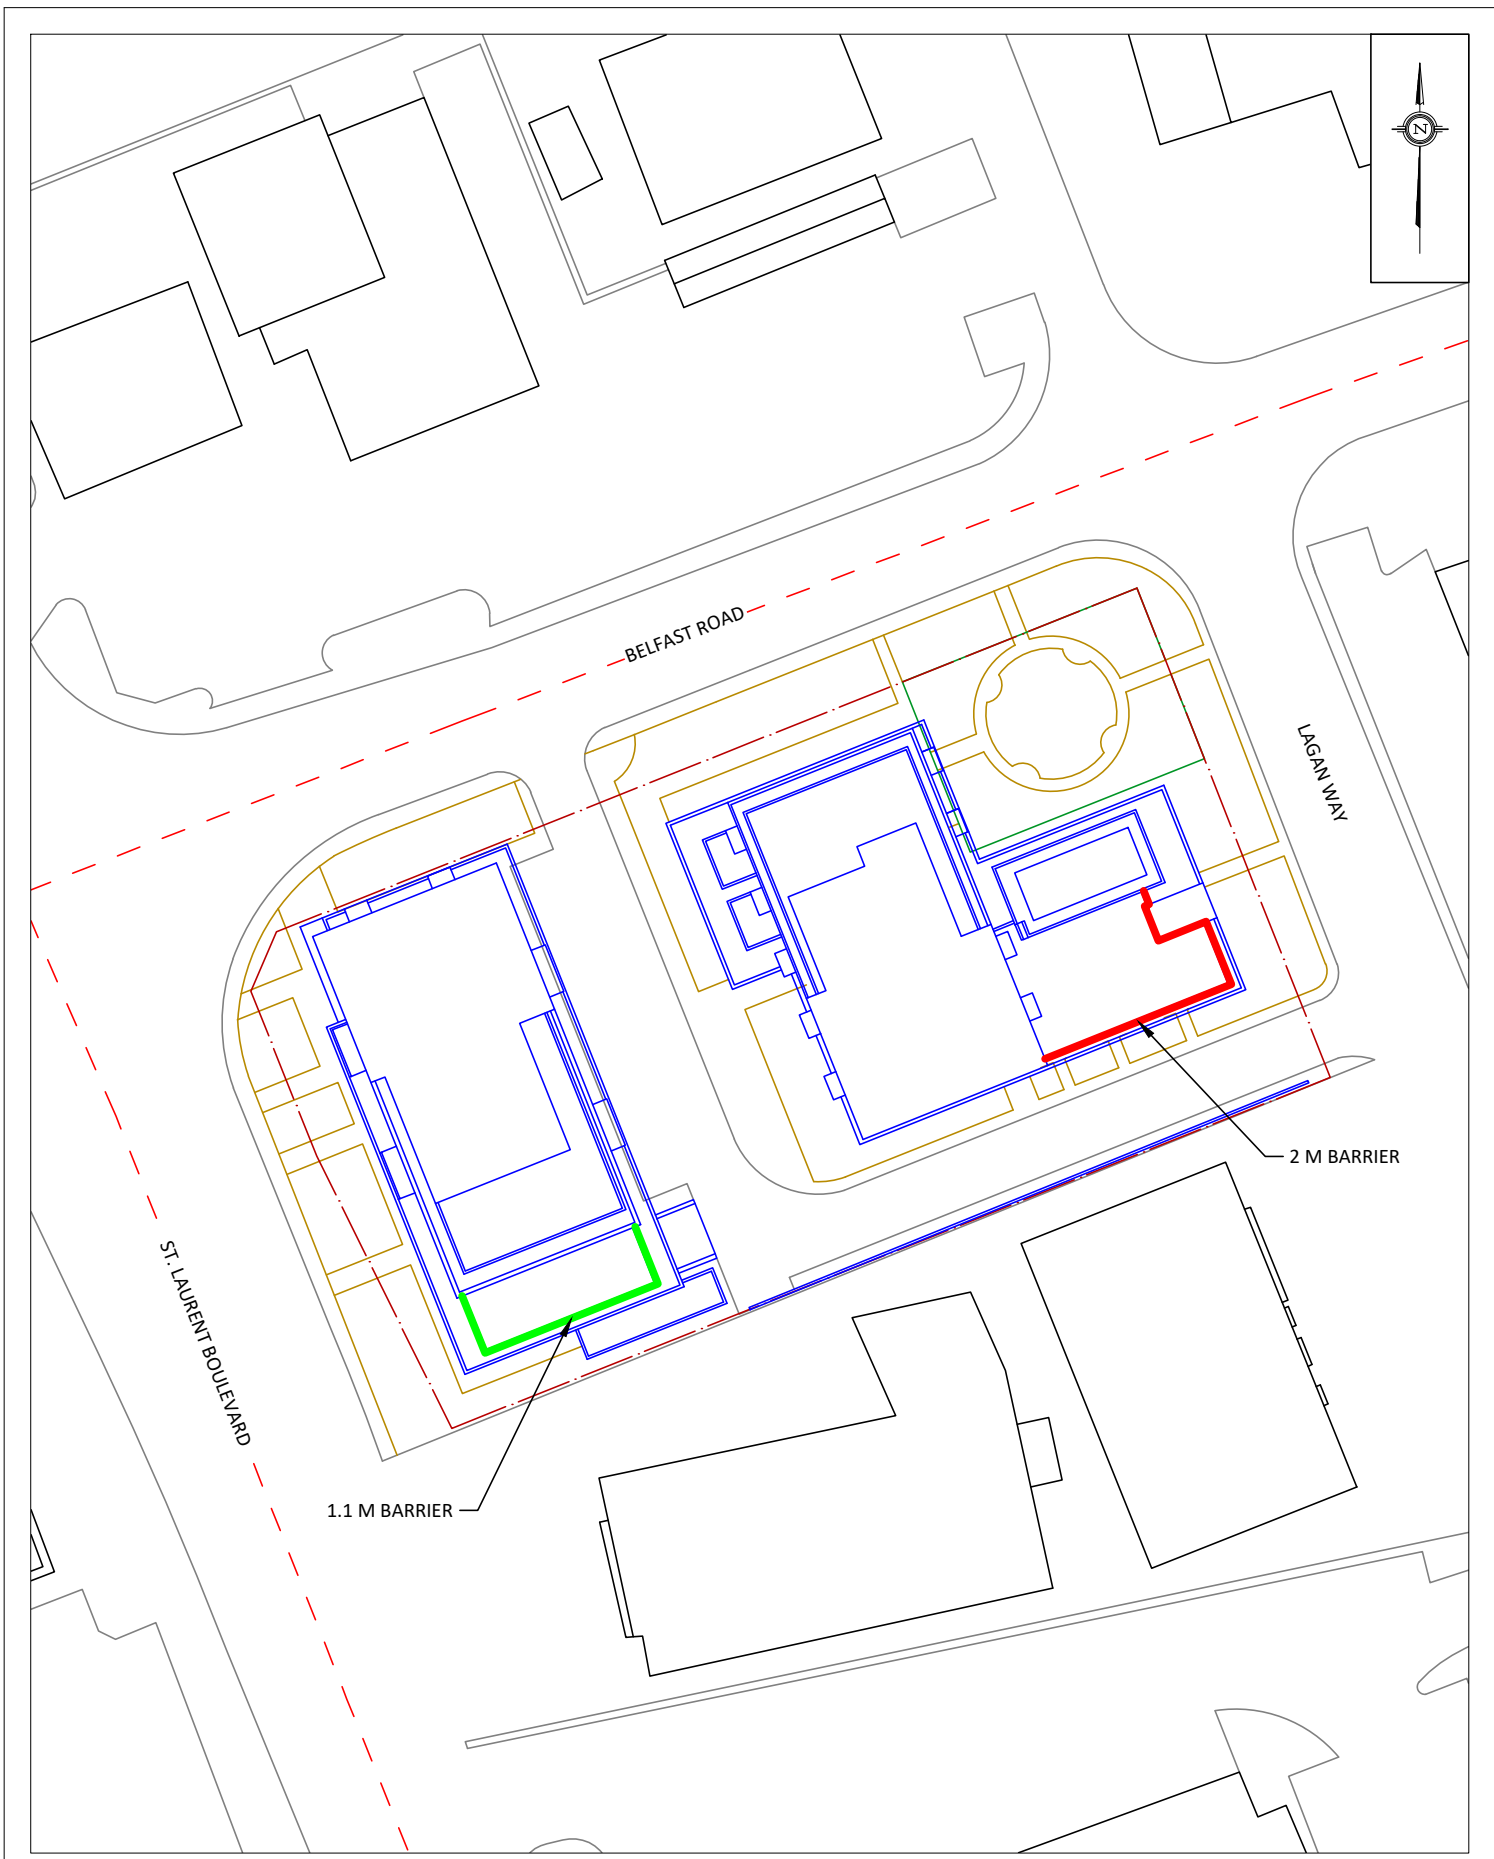 N
BELFAST ROAD
LAGAN WAY
2 M BARRIER
ST. LAURENT BOULEVARD
1.1 M BARRIER